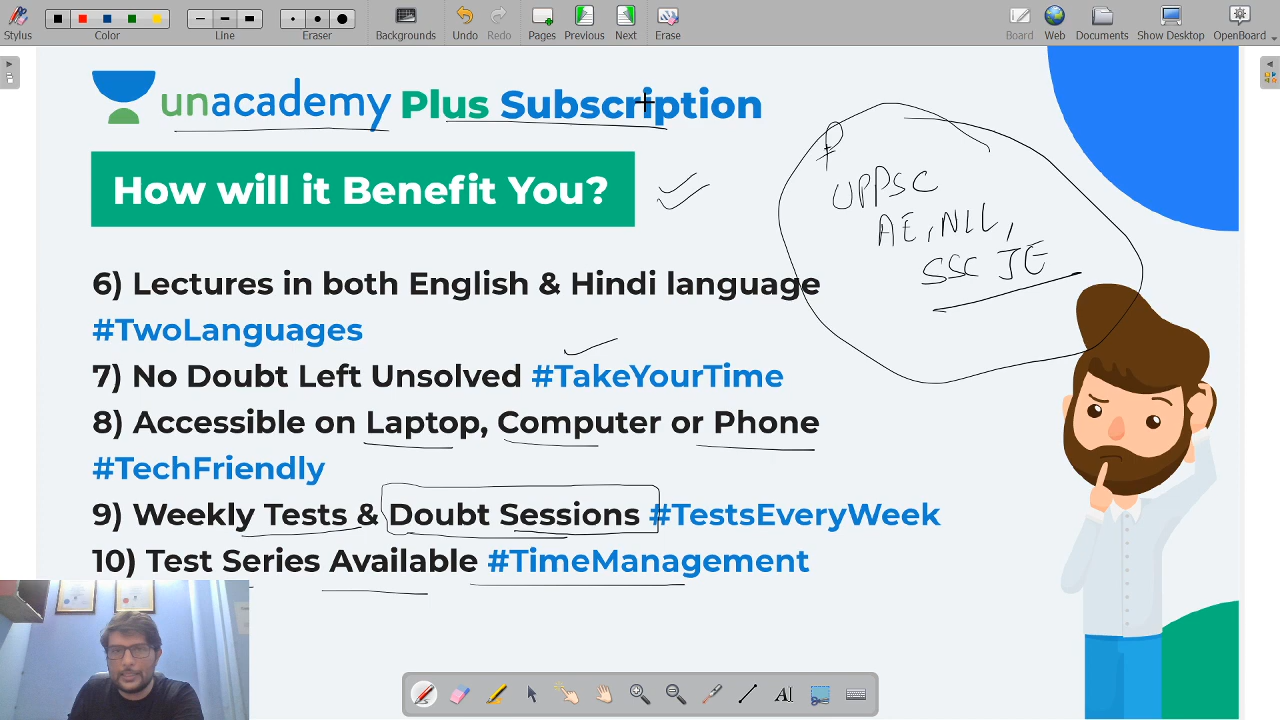 Stylus
Color
Line
Eraser
Backgrounds
Undo
Redo
Pages
Previous
Next
Erase
Board
Web
Documents
Show Desktop
OpenBoard
unacademy Plus Subscription
How will it Benefit You?
UPPSC
AE,
SSC JE
6) Lectures in both English & Hindi language
#TwoLanguages
7) No Doubt Left Unsolved #TakeYourTime
8) Accessible on Laptop, Computer or Phone
#TechFriendly
9) Weekly Tests & Doubt Sessions #TestsEveryWeek
10) Test Series Available #TimeManagement
AI